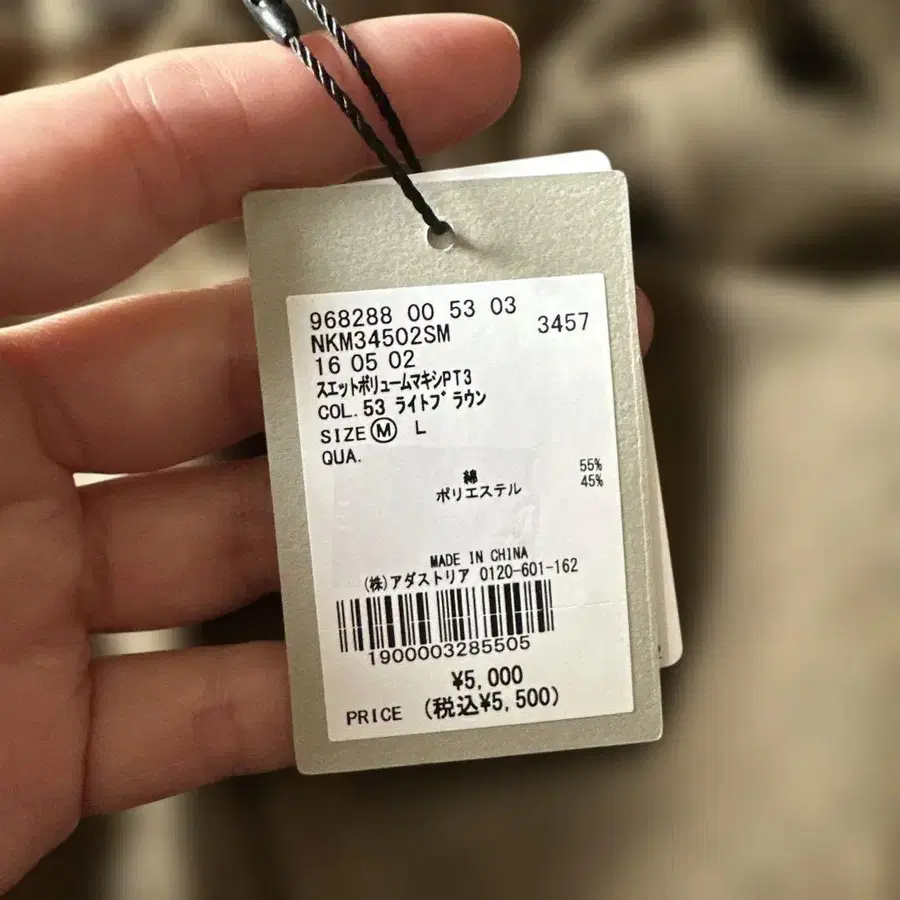 968288 00 53 03
3457
NKM34502SM
16 05 02
スエットボリュームマキシPT3
COL.53 ライトブラウン
SIZE Ⓜ L
QUA.
綿 55%
ポリエステル 45%
MADE IN CHINA
(株)アダストリア 0120-601-162
1900003285505
¥5,000
PRICE (税込¥5,500)